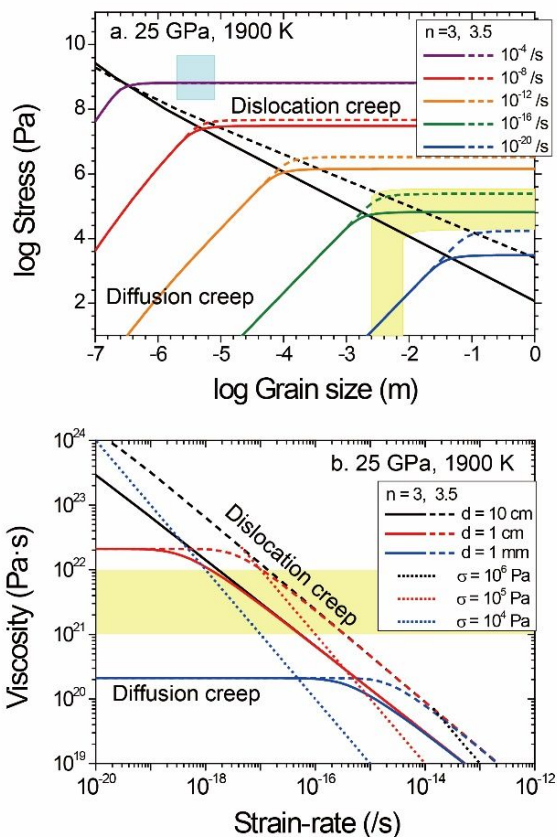 a. 25 GPa, 1900 K
n =3, 3.5
10⁻⁴ /s
10⁻⁸ /s
10⁻¹² /s
10⁻¹⁶ /s
10⁻²⁰ /s
Dislocation creep
Diffusion creep
log Stress (Pa)
10
8
6
4
2
-7 -6 -5 -4 -3 -2 -1 0
log Grain size (m)
b. 25 GPa, 1900 K
n = 3, 3.5
d = 10 cm
d = 1 cm
d = 1 mm
σ = 10⁶ Pa
σ = 10⁵ Pa
σ = 10⁴ Pa
Dislocation creep
Diffusion creep
Viscosity (Pa·s)
10²⁴
10²³
10²²
10²¹
10²⁰
10¹⁹
10⁻²⁰ 10⁻¹⁸ 10⁻¹⁶ 10⁻¹⁴ 10⁻¹²
Strain-rate (/s)